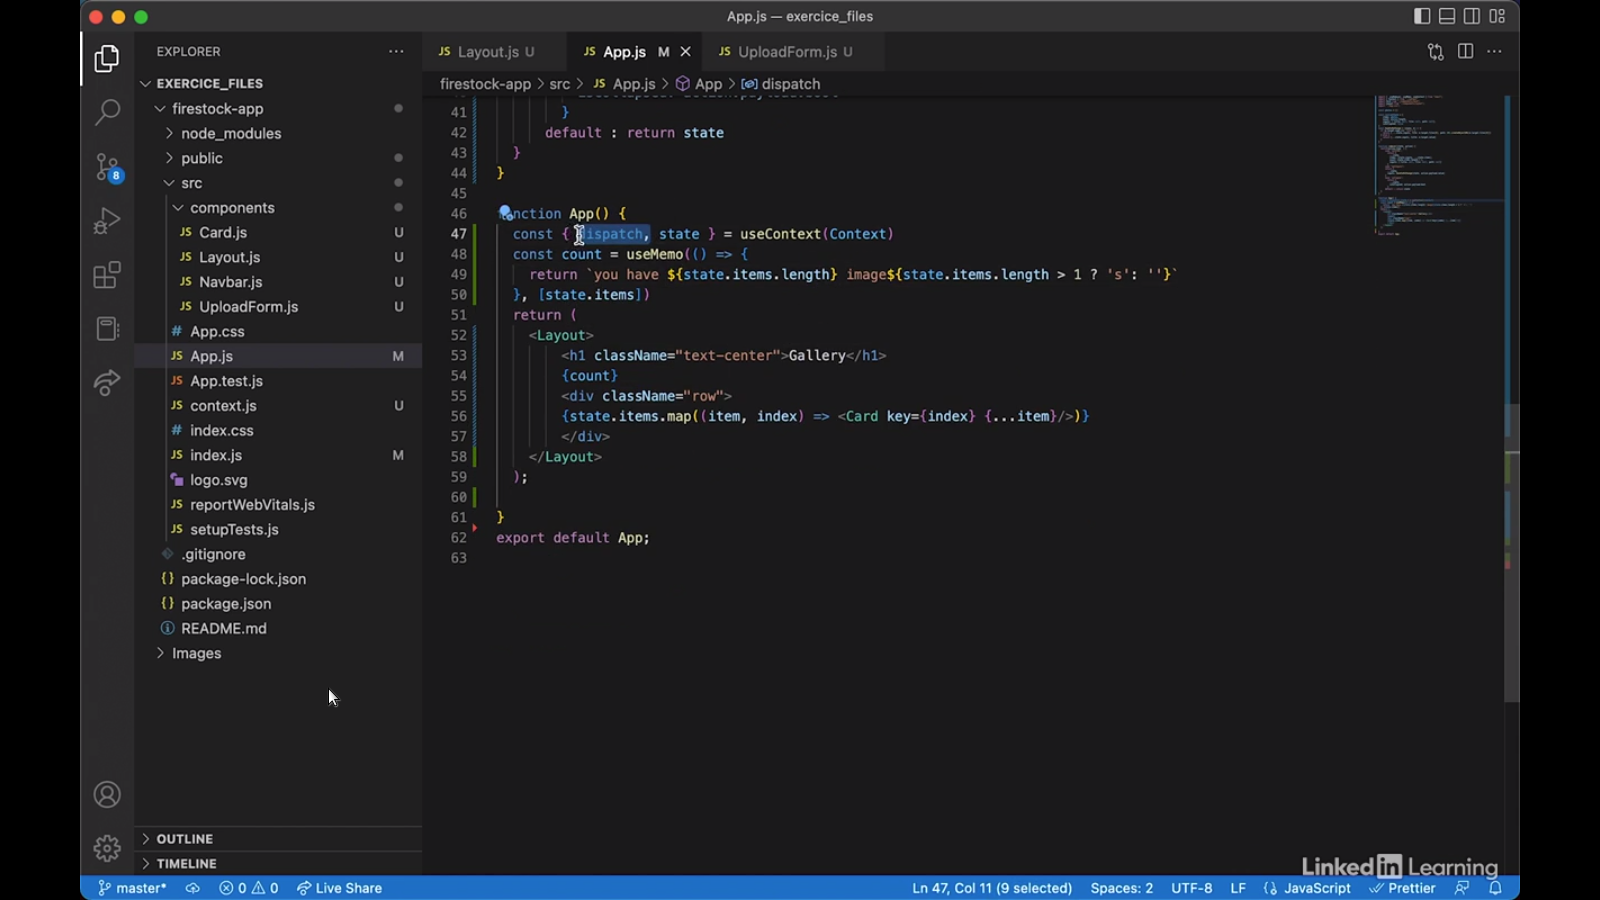 App.js — exercice_files
EXPLORER
EXERCICE_FILES
firestock-app
node_modules
public
src
components
JS Card.js U
JS Layout.js U
JS Navbar.js U
JS UploadForm.js U
# App.css
JS App.js M
JS App.test.js
JS context.js U
# index.css
JS index.js M
logo.svg
JS reportWebVitals.js
JS setupTests.js
.gitignore
{} package-lock.json
{} package.json
README.md
Images
OUTLINE
TIMELINE
8
JS Layout.js U
JS App.js M
JS UploadForm.js U
firestock-app > src > JS App.js > App > dispatch
41 }
42 default : return state
43 }
44 }
45
46 nction App() {
47 const { dispatch, state } = useContext(Context)
48 const count = useMemo(() => {
49 return `you have ${state.items.length} image${state.items.length > 1 ? 's': ''}`
50 }, [state.items])
51 return (
52 <Layout>
53 <h1 className="text-center">Gallery</h1>
54 {count}
55 <div className="row">
56 {state.items.map((item, index) => <Card key={index} {...item}/>)}
57 </div>
58 </Layout>
59 );
60
61 }
62 export default App;
63
LinkedIn Learning
master* 0 0 Live Share
Ln 47, Col 11 (9 selected) Spaces: 2 UTF-8 LF {} JavaScript Prettier